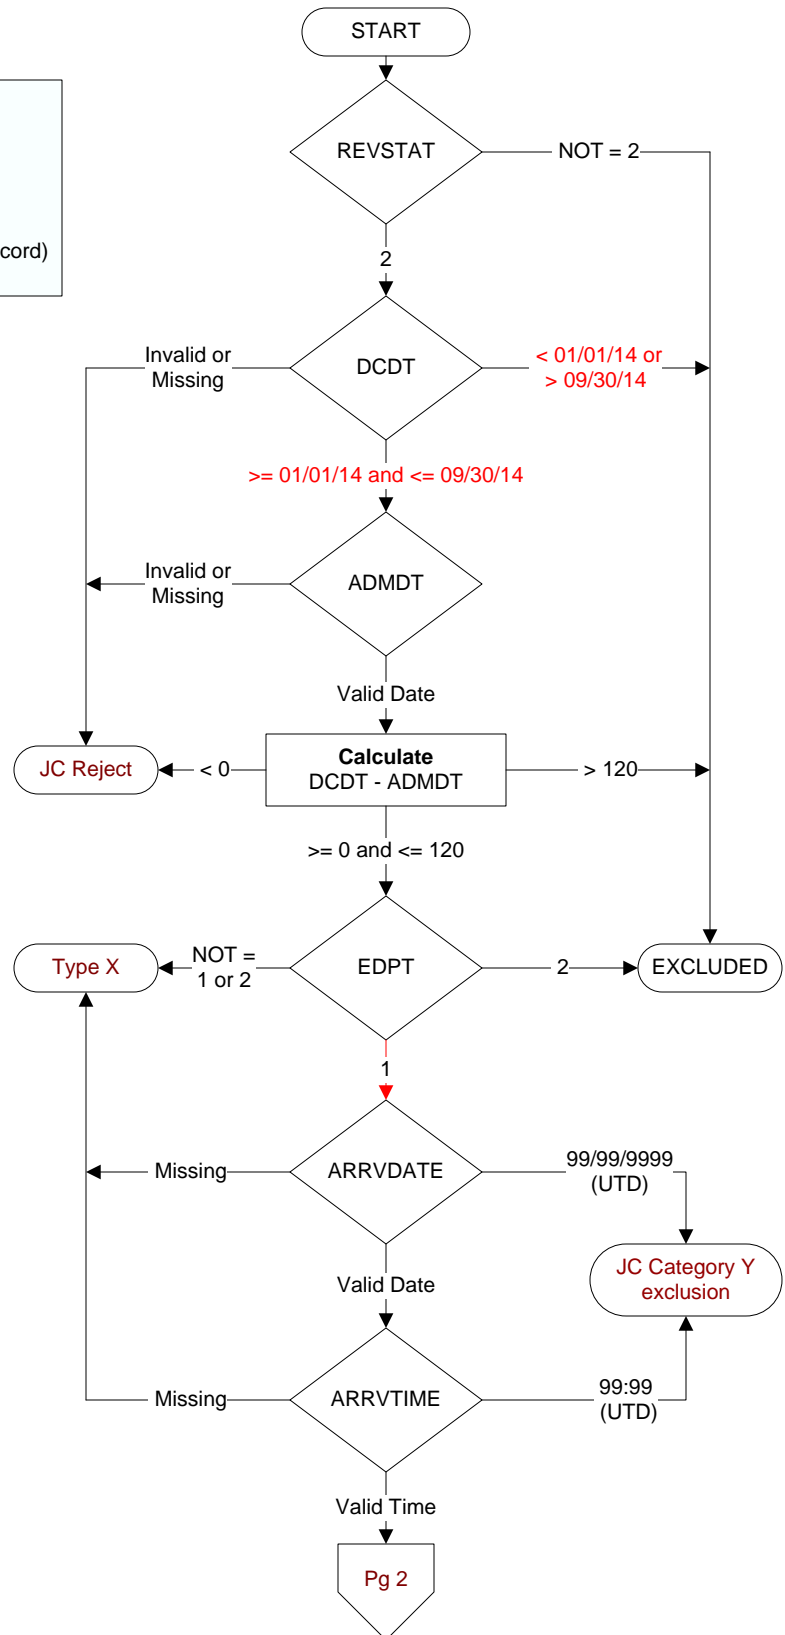 START
REVSTAT
NOT = 2
cord)
2
Invalid or
Missing
DCDT
< 01/01/14 or
> 09/30/14
>= 01/01/14 and <= 09/30/14
Invalid or
Missing
ADMDT
Valid Date
JC Reject
< 0
Calculate
DCDT - ADMDT
> 120
>= 0 and <= 120
Type X
NOT =
1 or 2
EDPT
2
EXCLUDED
1
Missing
ARRVDATE
99/99/9999
(UTD)
JC Category Y
exclusion
Valid Date
Missing
ARRVTIME
99:99
(UTD)
Valid Time
Pg 2